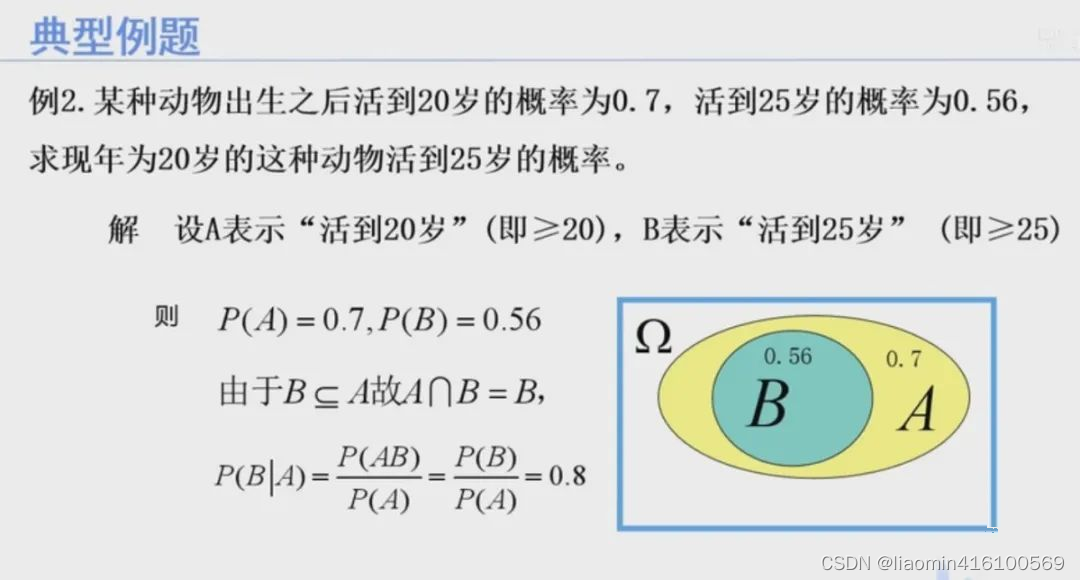 典型例题
例2.某种动物出生之后活到20岁的概率为0.7，活到25岁的概率为0.56，
求现年为20岁的这种动物活到25岁的概率。
解 设A表示“活到20岁”(即≥20)，B表示“活到25岁” (即≥25)
则 P(A) = 0.7, P(B) = 0.56
由于B ⊆ A故A∩B = B，
P(B|A) = P(AB)/P(A) = P(B)/P(A) = 0.8
Ω
0.56
0.7
B
A
CSDN @liaomin416100569